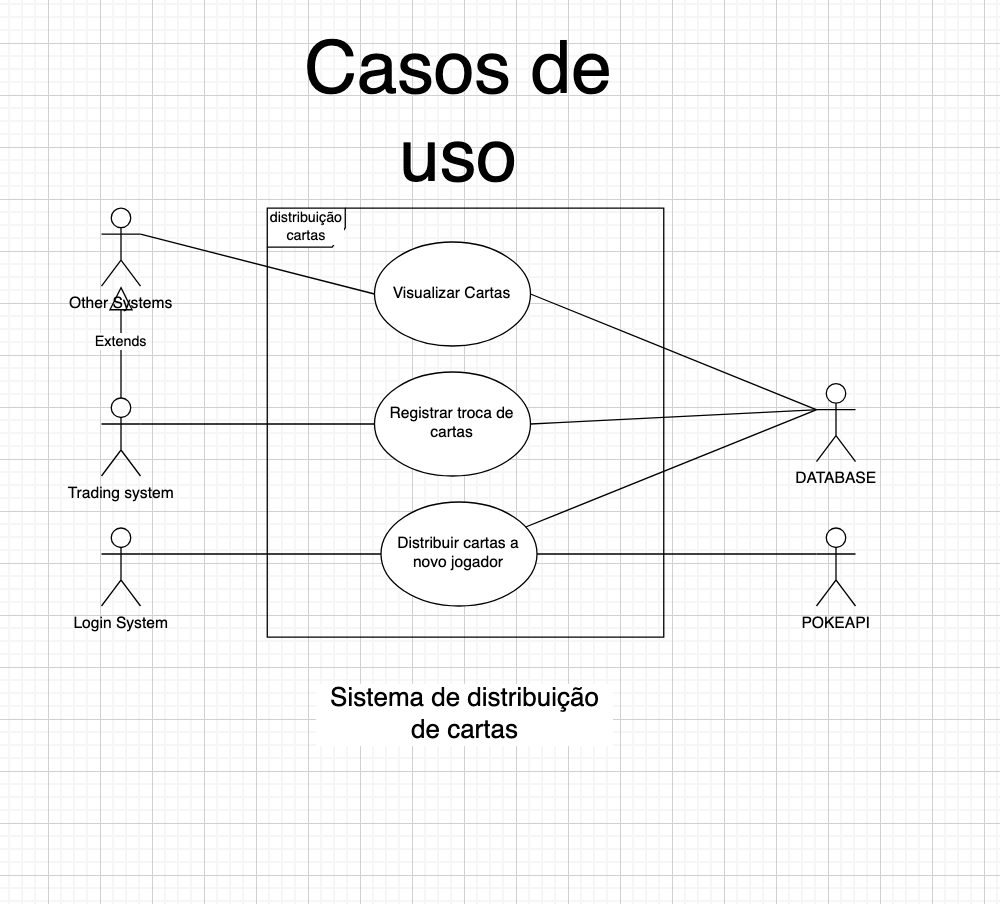 Casos de
uso
distribuição
cartas
Other Systems
Extends
Trading system
Login System
Visualizar Cartas
Registrar troca de
cartas
Distribuir cartas a
novo jogador
DATABASE
POKEAPI
Sistema de distribuição
de cartas